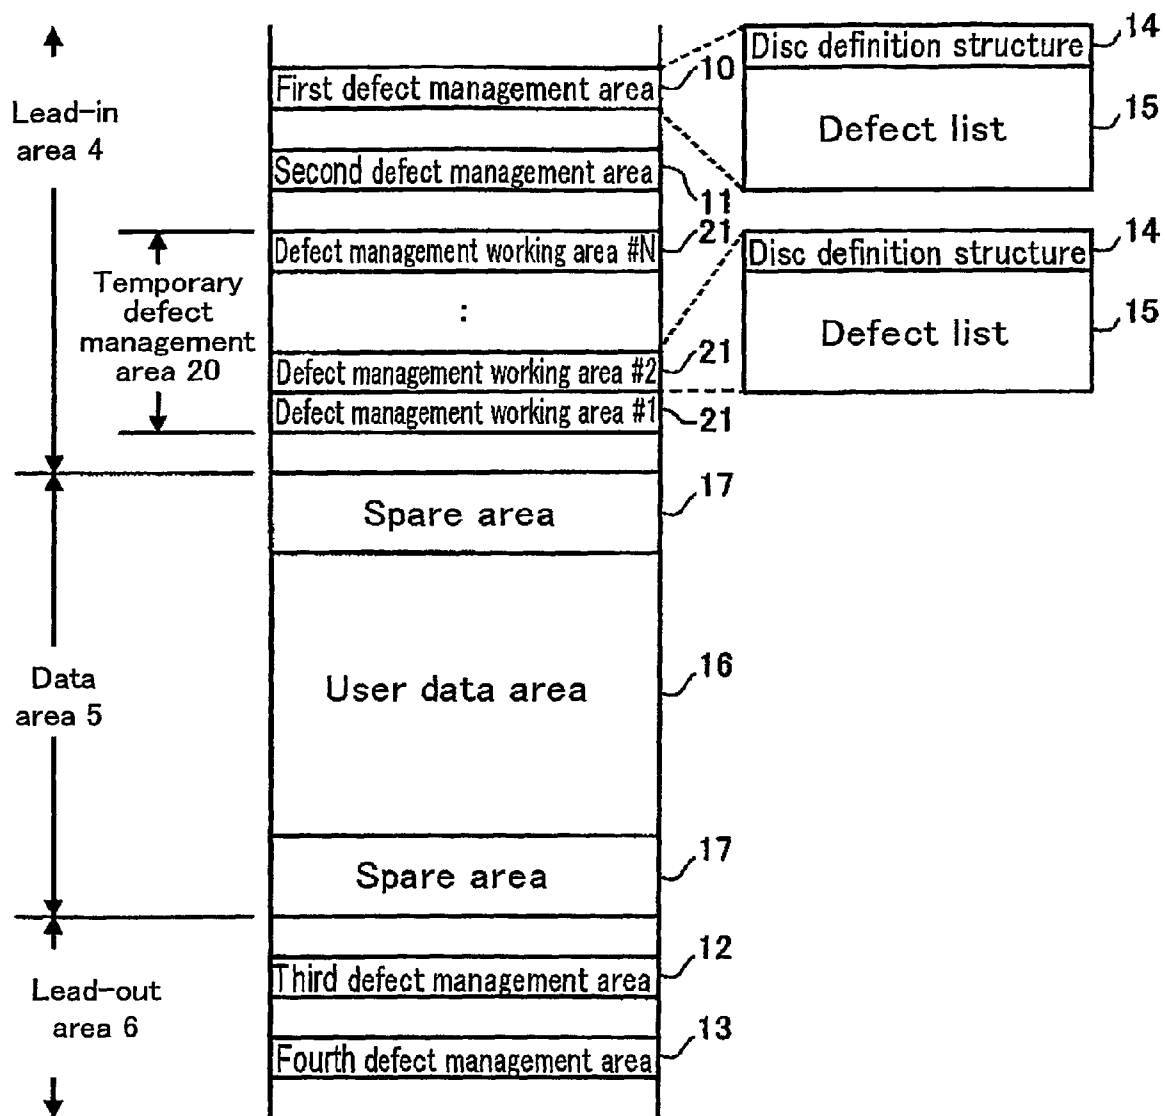 Lead-in
area 4
Temporary
defect
management
area 20
Data
area 5
Lead-out
area 6
First defect management area
10
Second defect management area
11
Defect management working area #N
21
:
Defect management working area #2
21
Defect management working area #1
21
Spare area
17
User data area
16
Spare area
17
Third defect management area
12
Fourth defect management area
13
Disc definition structure
14
Defect list
15
Disc definition structure
14
Defect list
15